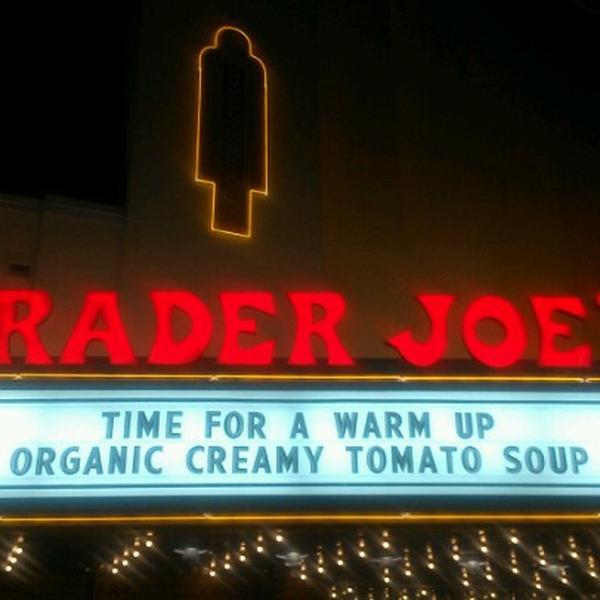 RADER JOE'
TIME FOR A WARM UP
ORGANIC CREAMY TOMATO SOUP